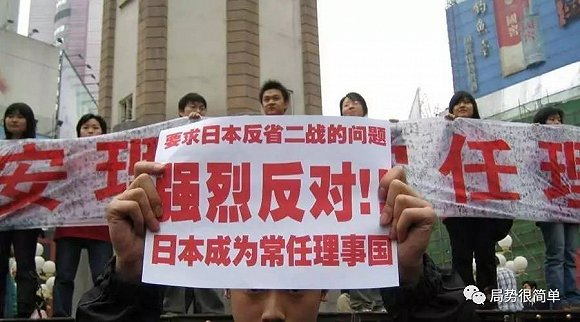 要求日本反省二战的问题
强烈反对!!
日本成为常任理事国
安
任理
局势很简单